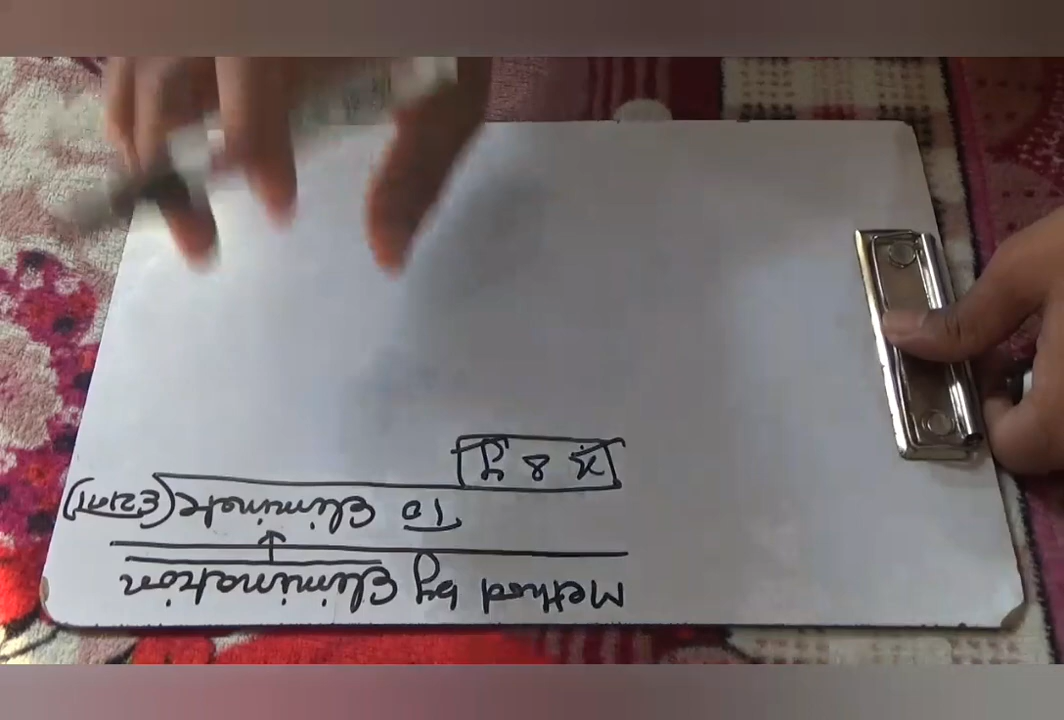 Method by Elimination
To Eliminate (हटाना)
x & y